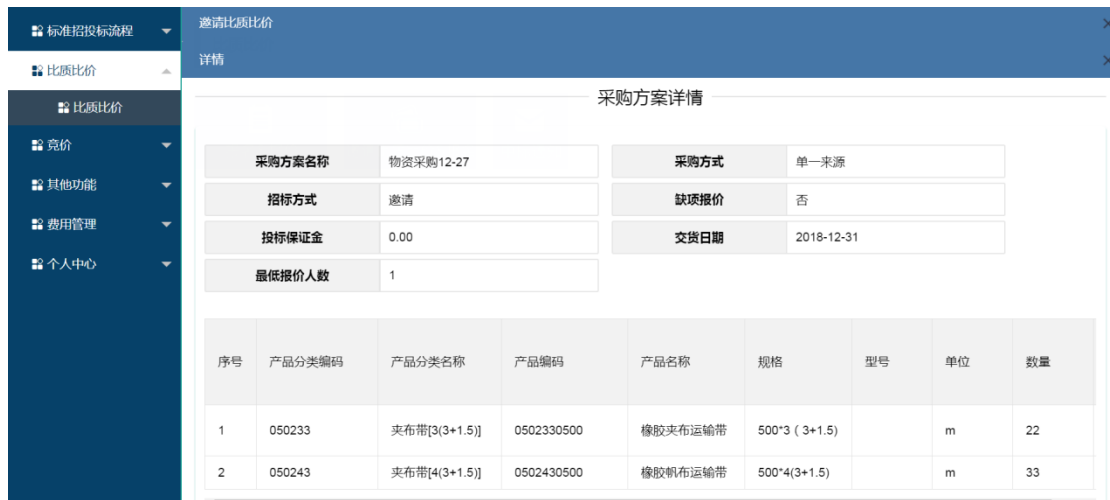 标准招投标流程
比质比价
比质比价
竞价
其他功能
费用管理
个人中心
邀请比质比价
详情
采购方案详情
采购方案名称 物资采购12-27 采购方式 单一来源
招标方式 邀请 缺项报价 否
投标保证金 0.00 交货日期 2018-12-31
最低报价人数 1
序号 产品分类编码 产品分类名称 产品编码 产品名称 规格 型号 单位 数量
1 050233 夹布带[3(3+1.5)] 0502330500 橡胶夹布运输带 500*3（3+1.5) m 22
2 050243 夹布带[4(3+1.5)] 0502430500 橡胶帆布运输带 500*4(3+1.5) m 33